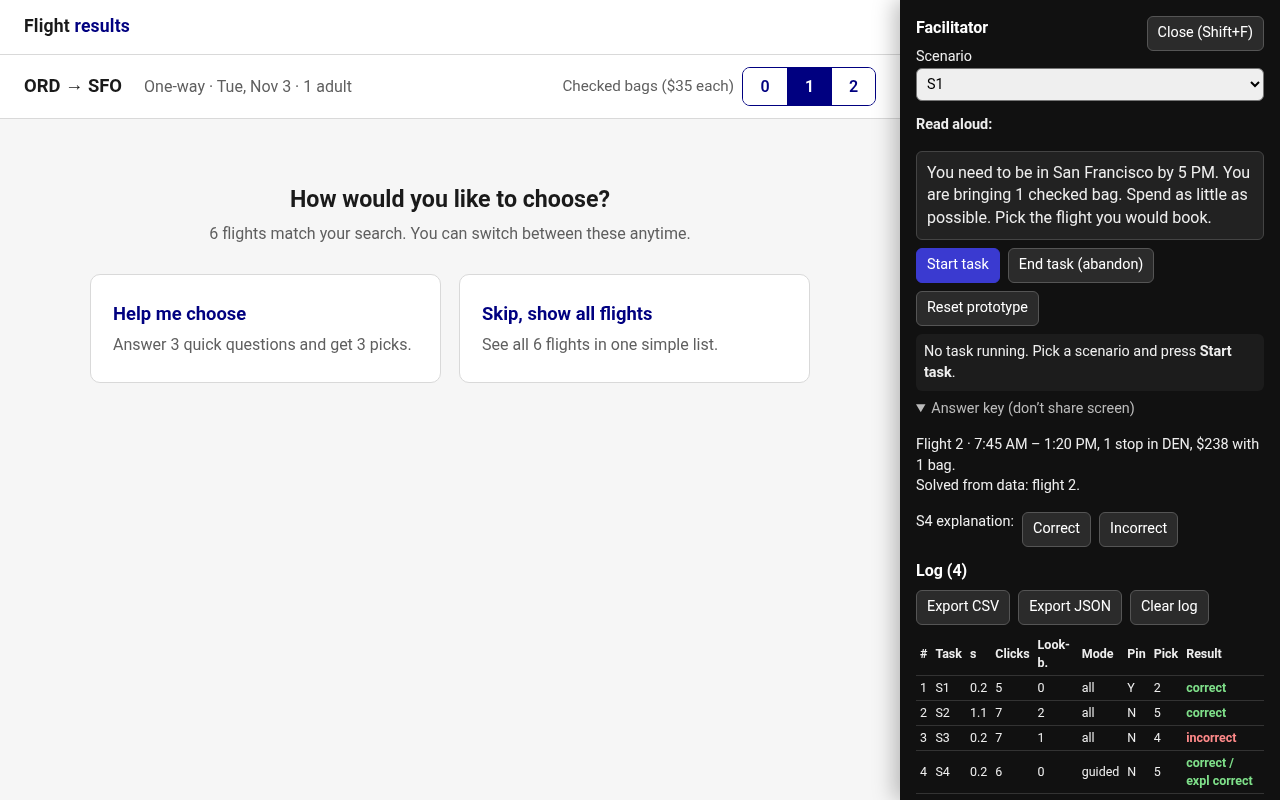 Flight results
ORD → SFO
One-way · Tue, Nov 3 · 1 adult
Checked bags ($35 each)
0 1 2
How would you like to choose?
6 flights match your search. You can switch between these anytime.
Help me choose
Answer 3 quick questions and get 3 picks.
Skip, show all flights
See all 6 flights in one simple list.
Facilitator
Close (Shift+F)
Scenario
S1
Read aloud:
You need to be in San Francisco by 5 PM. You
are bringing 1 checked bag. Spend as little as
possible. Pick the flight you would book.
Start task
End task (abandon)
Reset prototype
No task running. Pick a scenario and press Start
task.
▼ Answer key (don’t share screen)
Flight 2 · 7:45 AM – 1:20 PM, 1 stop in DEN, $238 with
1 bag.
Solved from data: flight 2.
S4 explanation:
Correct
Incorrect
Log (4)
Export CSV
Export JSON
Clear log
# Task s Clicks Look-
b. Mode Pin Pick Result
1 S1 0.2 5 0 all Y 2 correct
2 S2 1.1 7 2 all N 5 correct
3 S3 0.2 7 1 all N 4 incorrect
4 S4 0.2 6 0 guided N 5 correct /
expl correct